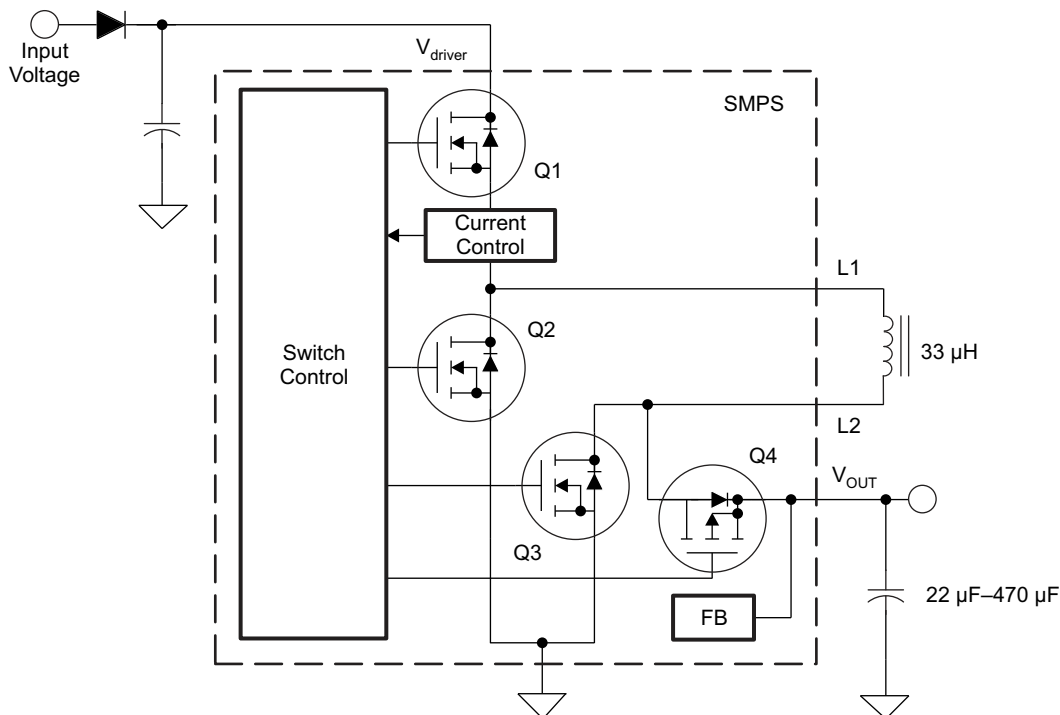 Input
Voltage
V_driver
SMPS
Q1
Current
Control
L1
Q2
Switch
Control
33 µH
L2
Q4
V_OUT
Q3
22 µF–470 µF
FB